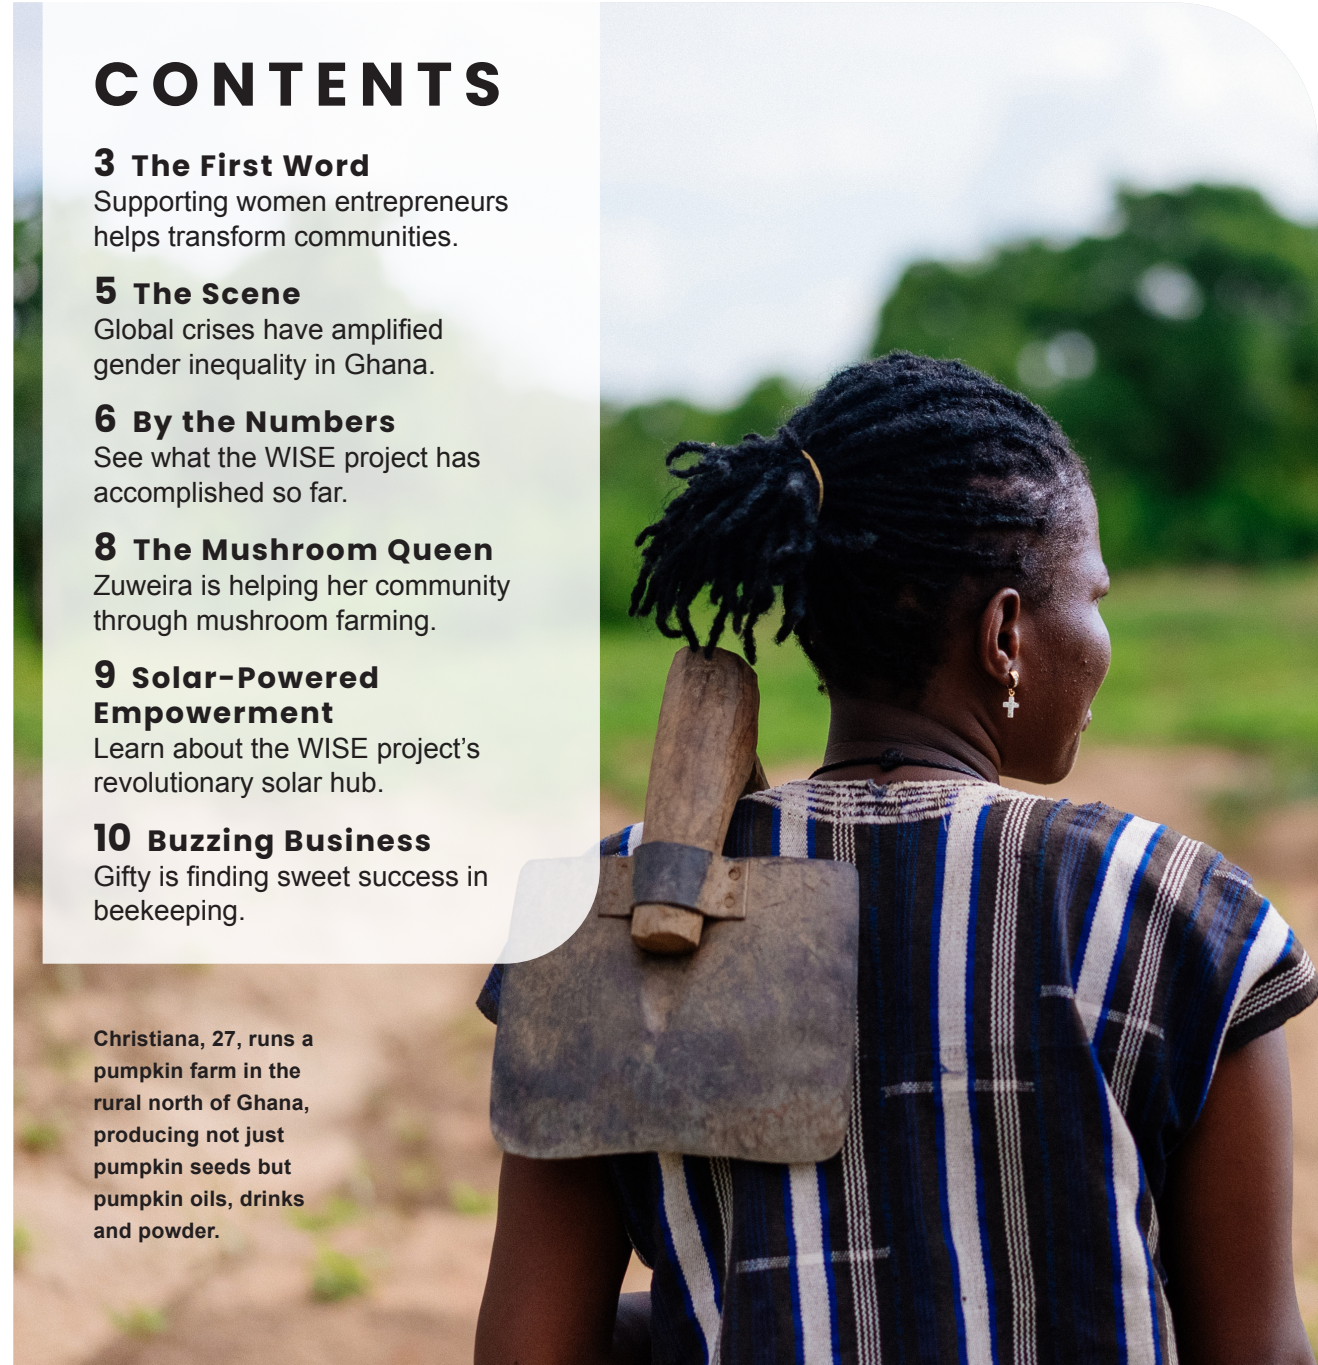 CONTENTS
3 The First Word
Supporting women entrepreneurs
helps transform communities.
5 The Scene
Global crises have amplified
gender inequality in Ghana.
6 By the Numbers
See what the WISE project has
accomplished so far.
8 The Mushroom Queen
Zuweira is helping her community
through mushroom farming.
9 Solar-Powered
Empowerment
Learn about the WISE project’s
revolutionary solar hub.
10 Buzzing Business
Gifty is finding sweet success in
beekeeping.
Christiana, 27, runs a
pumpkin farm in the
rural north of Ghana,
producing not just
pumpkin seeds but
pumpkin oils, drinks
and powder.